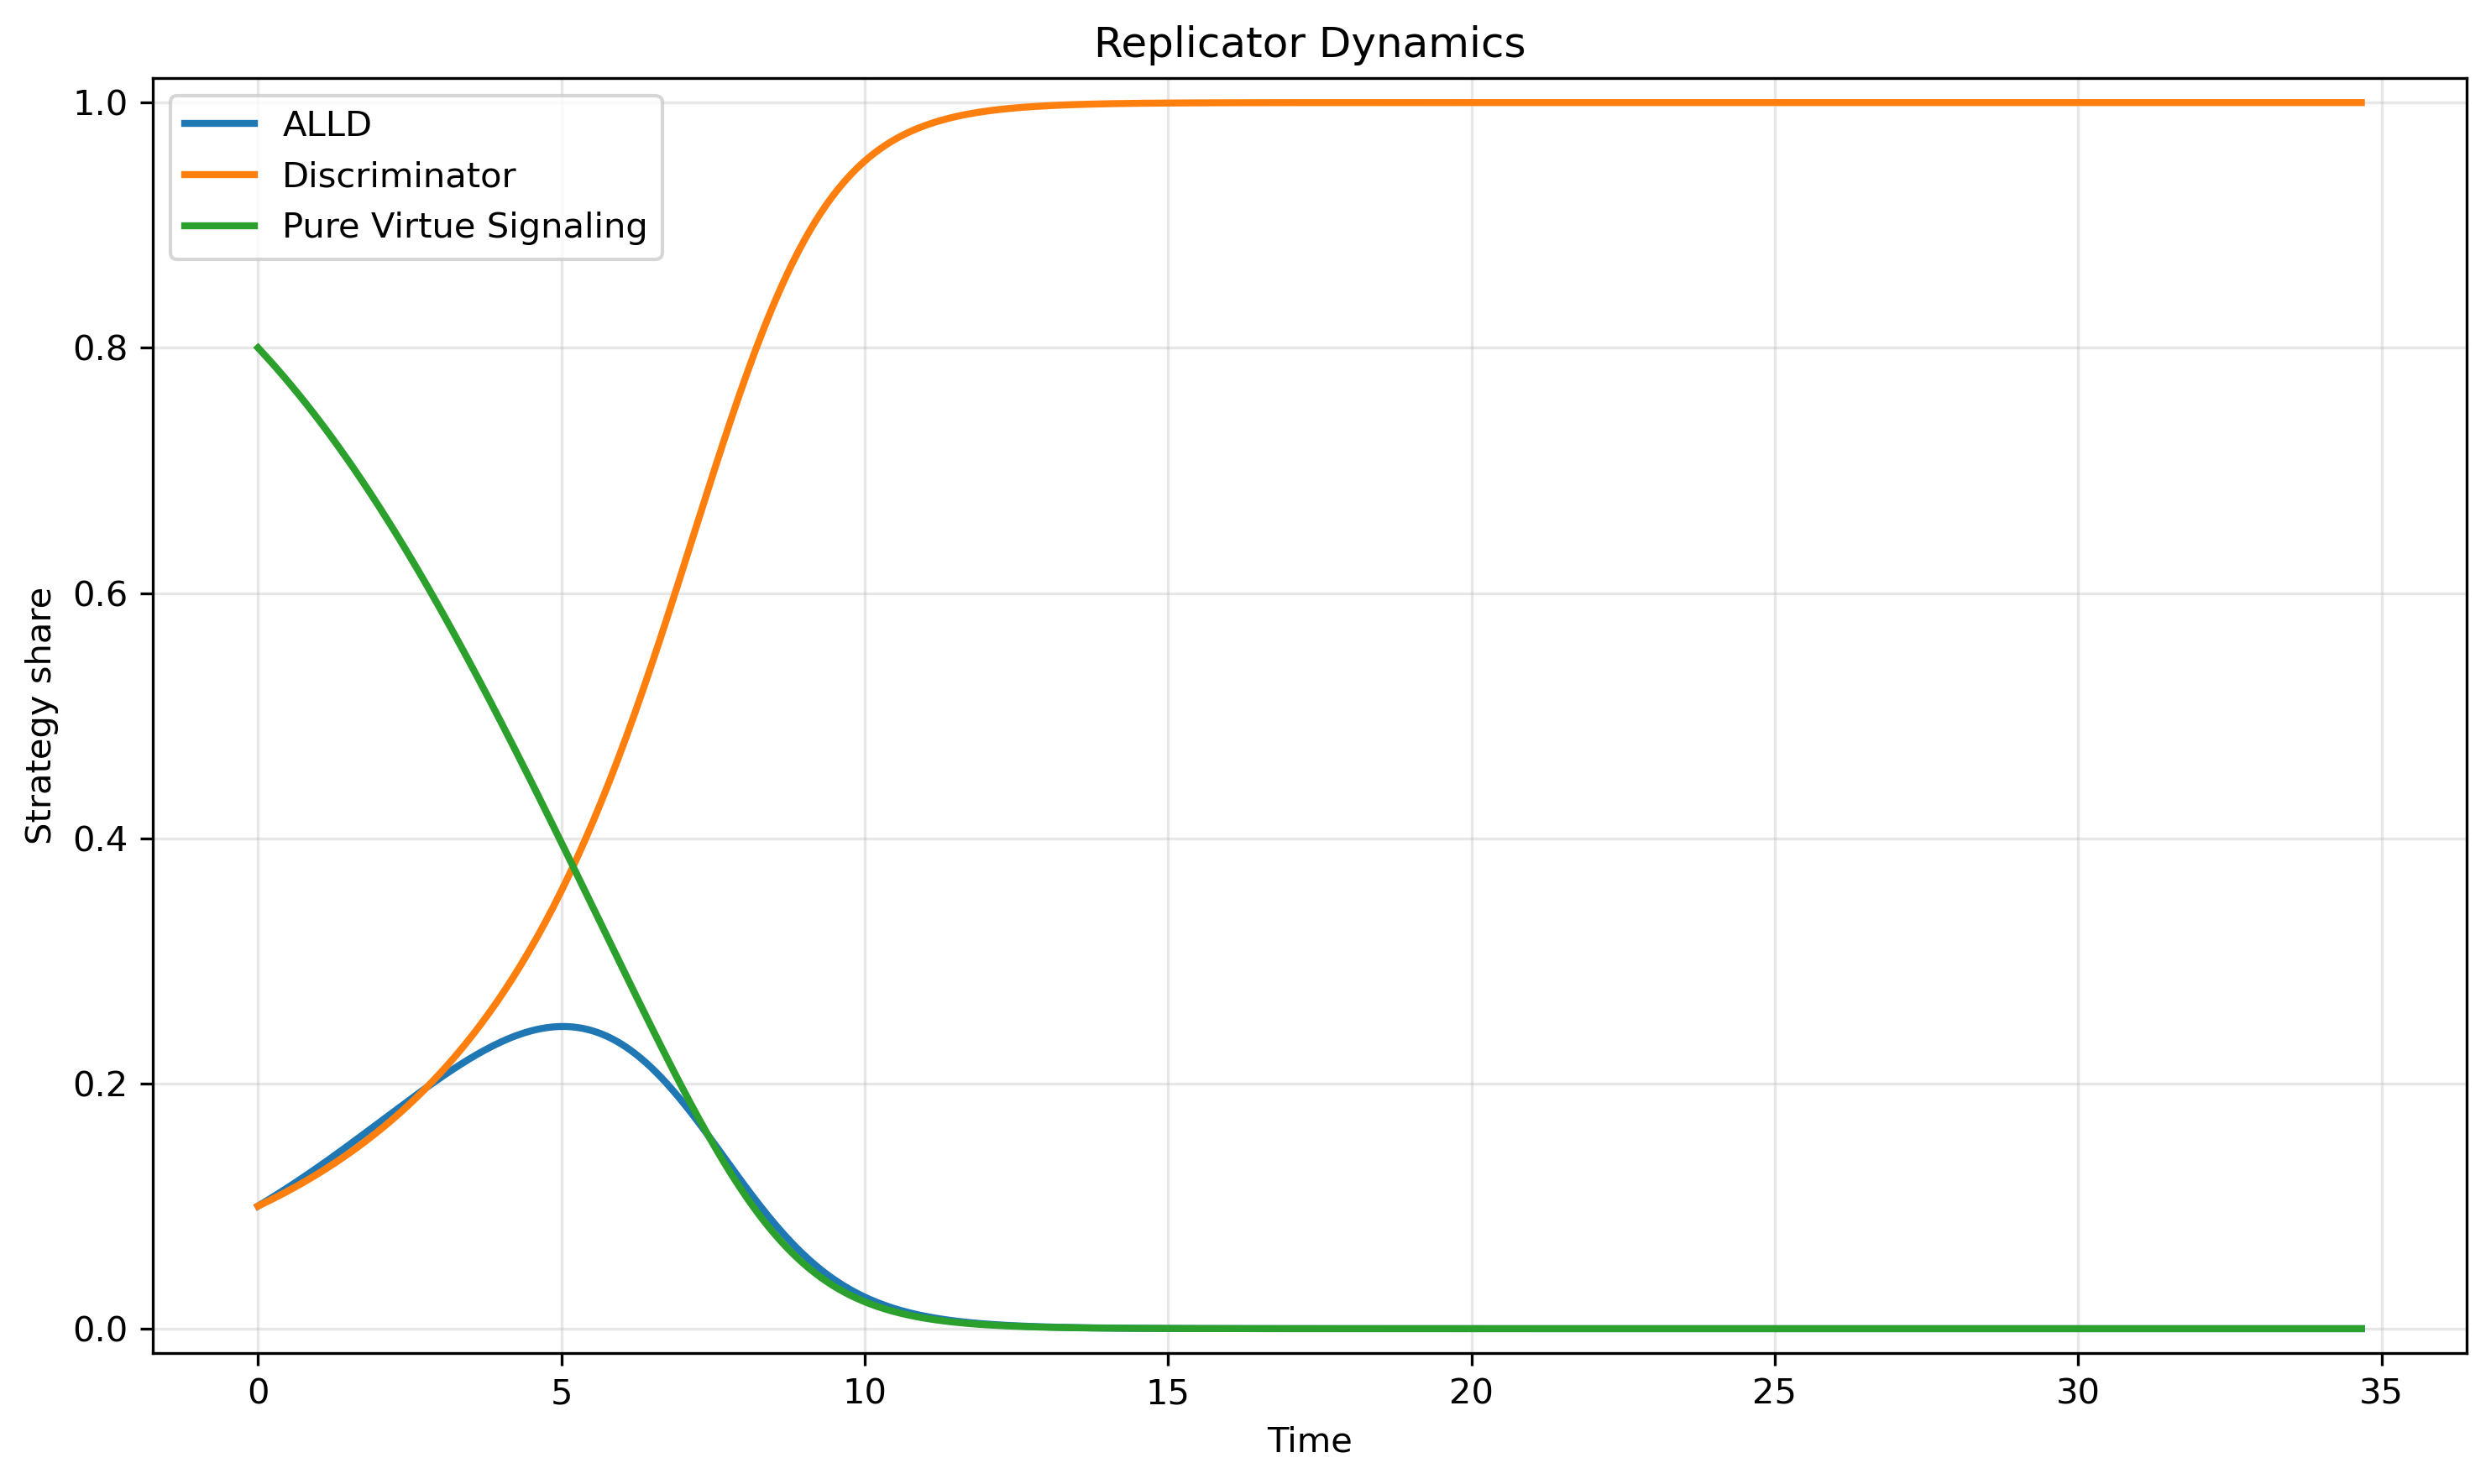 Replicator Dynamics
ALLD
Discriminator
Pure Virtue Signaling
Strategy share
1.0
0.8
0.6
0.4
0.2
0.0
0 5 10 15 20 25 30 35
Time